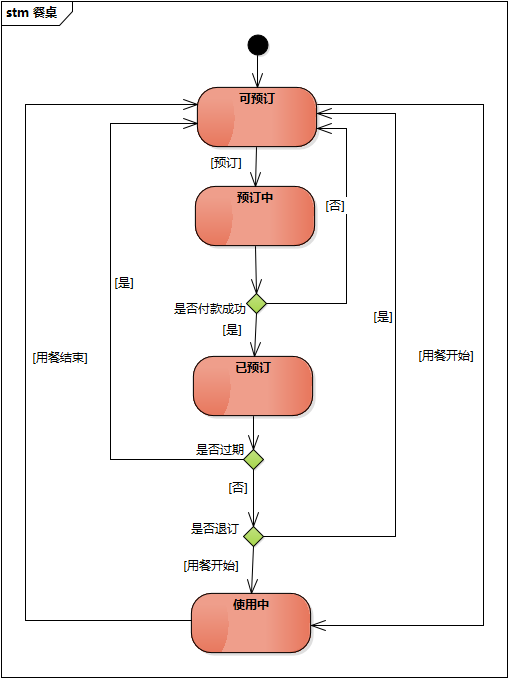 stm 餐桌
可预订
[预订]
预订中
[否]
[是]
是否付款成功
[是]
[是]
[用餐结束]
[用餐开始]
已预订
是否过期
[否]
是否退订
[用餐开始]
使用中